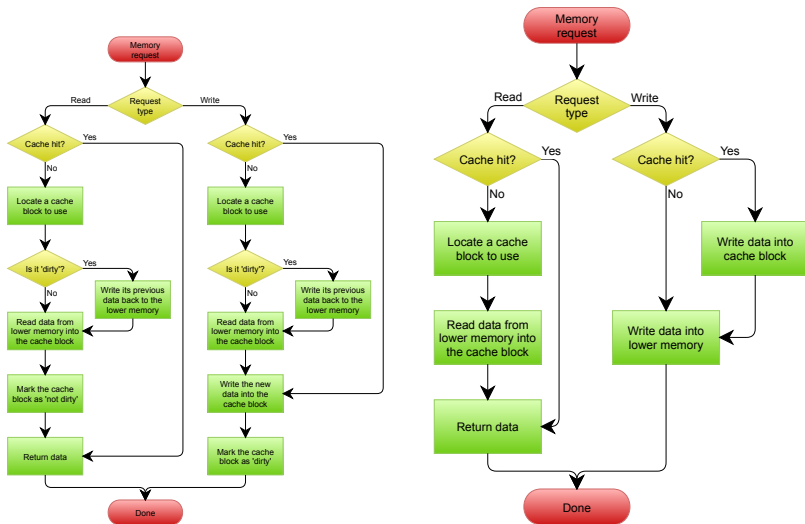 Memory
request
Request
type
Read
Write
Cache hit?
Yes
No
Locate a cache
block to use
Is it 'dirty'?
Yes
No
Write its previous
data back to the
lower memory
Read data from
lower memory into
the cache block
Mark the cache
block as 'not dirty'
Return data
Cache hit?
Yes
No
Locate a cache
block to use
Is it 'dirty'?
Yes
No
Write its previous
data back to the
lower memory
Read data from
lower memory into
the cache block
Write the new
data into the
cache block
Mark the cache
block as 'dirty'
Done
Memory
request
Request
type
Read
Write
Cache hit?
Yes
No
Locate a cache
block to use
Read data from
lower memory into
the cache block
Return data
Cache hit?
Yes
No
Write data into
cache block
Write data into
lower memory
Done